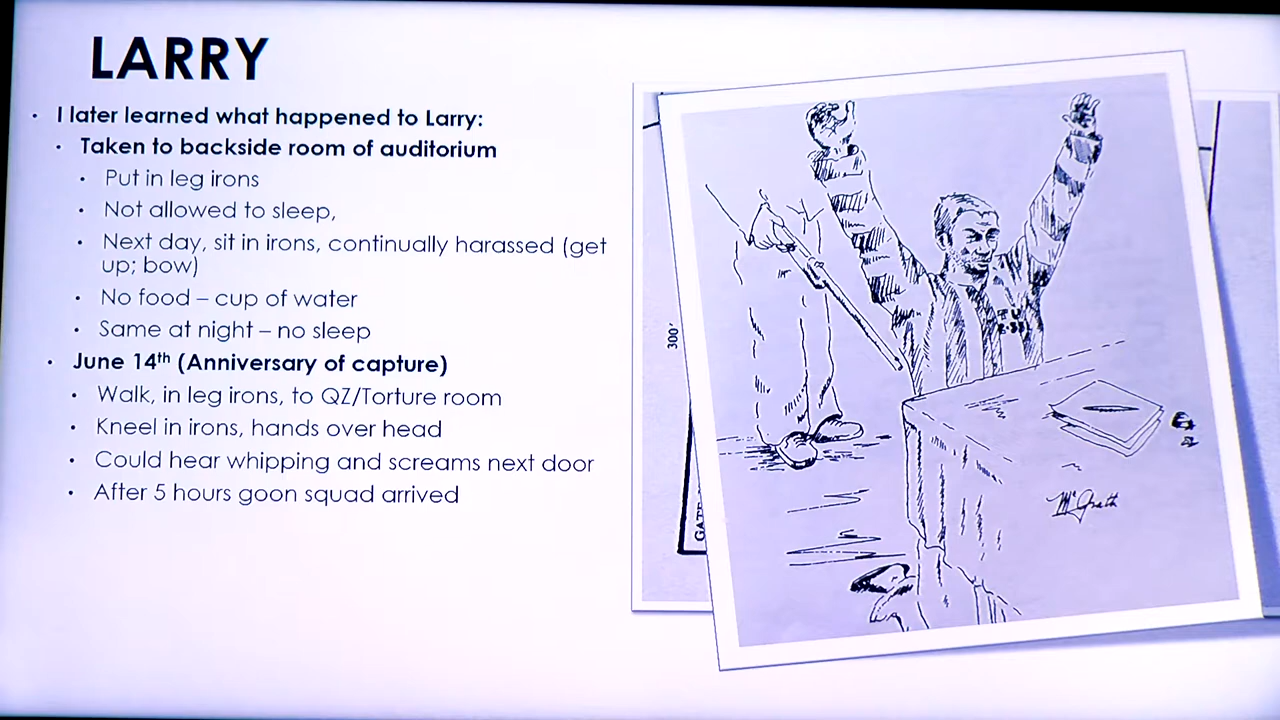 LARRY
• I later learned what happened to Larry:
• Taken to backside room of auditorium
• Put in leg irons
• Not allowed to sleep,
• Next day, sit in irons, continually harassed (get
up; bow)
• No food – cup of water
• Same at night – no sleep
• June 14th (Anniversary of capture)
• Walk, in leg irons, to QZ/Torture room
• Kneel in irons, hands over head
• Could hear whipping and screams next door
• After 5 hours goon squad arrived
300'
McGrath